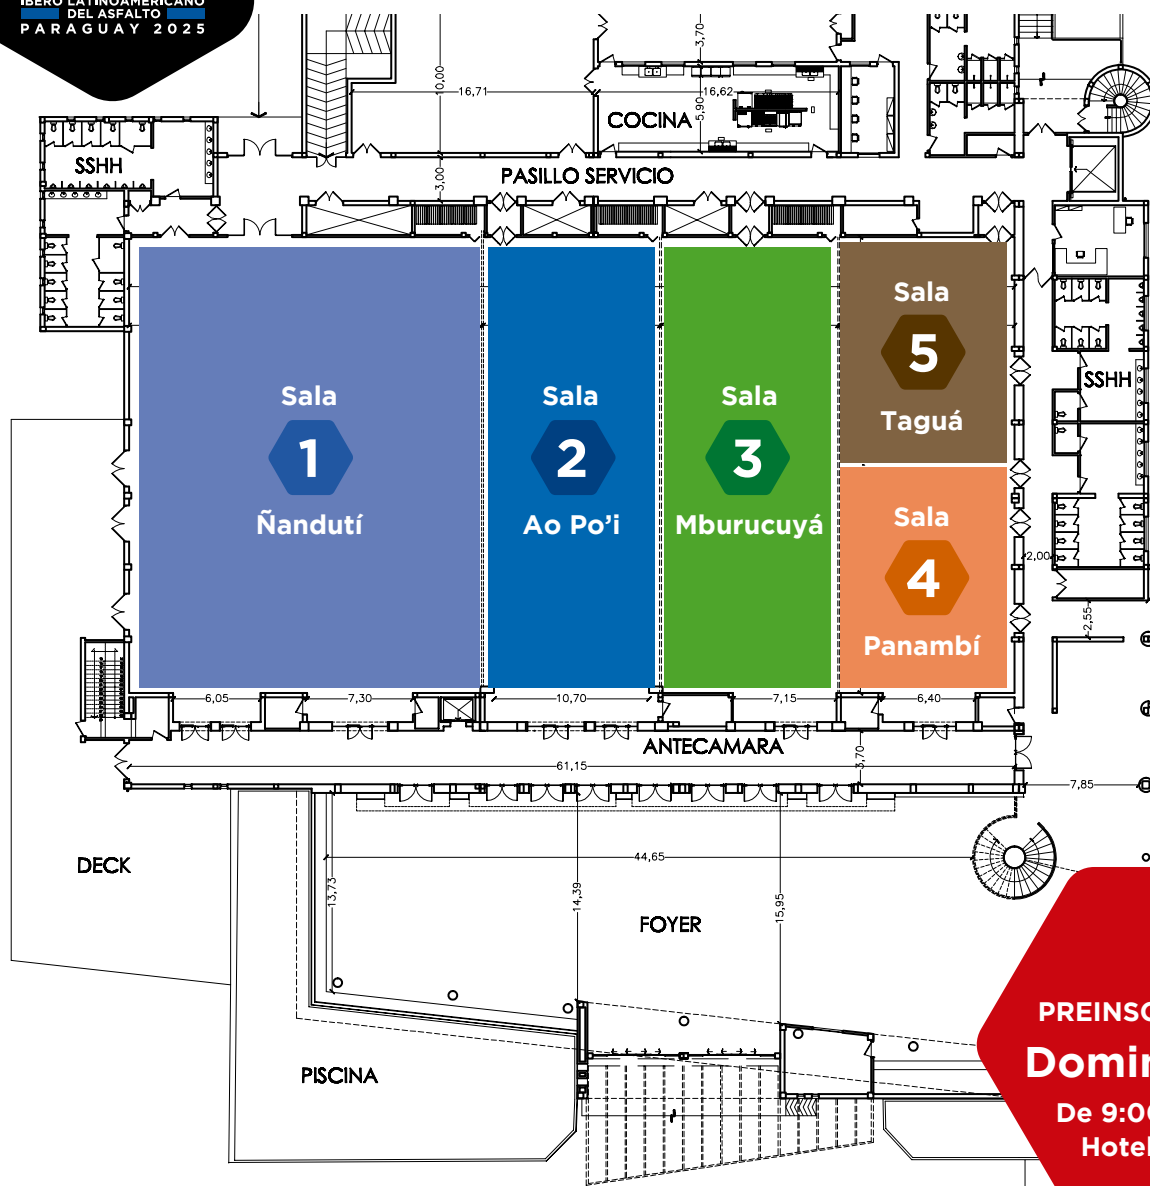 IBERO LATINOAMERICANO
DEL ASFALTO
PARAGUAY 2025
3,70
10,00
16,71
16,62
5,90
COCINA
SSHH
PASILLO SERVICIO
3,00
Sala
5
Taguá
SSHH
Sala
1
Ñandutí
Sala
2
Ao Po’i
Sala
3
Mburucuyá
Sala
4
Panambí
2,00
2,55
6,05
7,30
10,70
7,15
6,40
ANTECAMARA
3,70
61,15
7,85
DECK
44,65
13,73
14,39
15,95
FOYER
PISCINA
PREINSC
Domin
De 9:00
Hotel